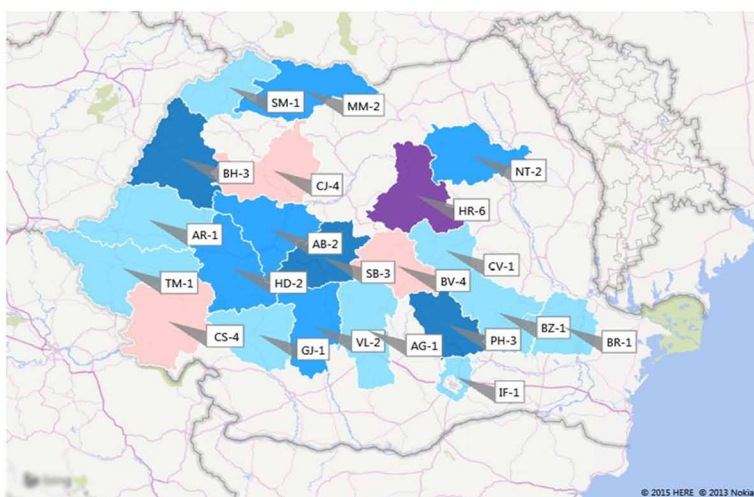 SM-1
MM-2
BH-3
CJ-4
NT-2
HR-6
AR-1
AB-2
CV-1
TM-1
HD-2
SB-3
BV-4
CS-4
GJ-1
VL-2
AG-1
PH-3
BZ-1
BR-1
IF-1
© 2015 HERE © 2013 Nokia